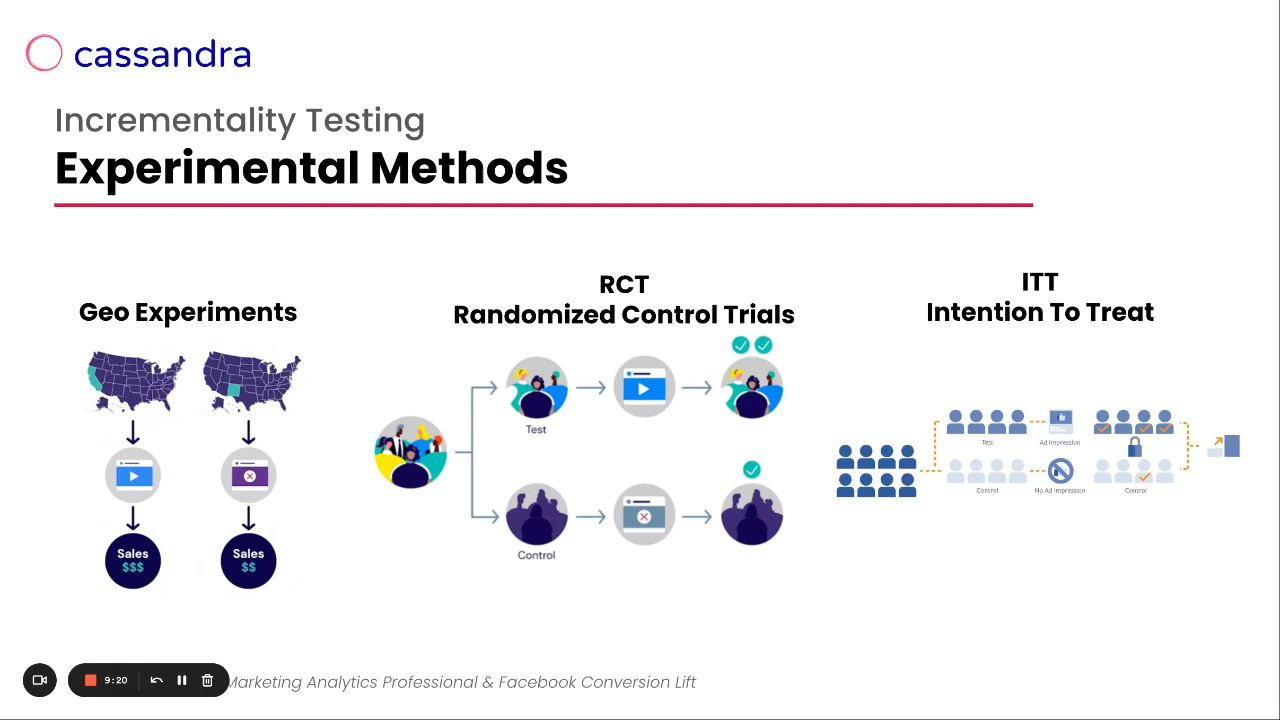 cassandra
Incrementality Testing
Experimental Methods
Geo Experiments
Sales
$$$
Sales
$$
RCT
Randomized Control Trials
Test
Control
ITT
Intention To Treat
Test
Ad Impression
Control
No Ad Impression
Control
9:20
Marketing Analytics Professional & Facebook Conversion Lift